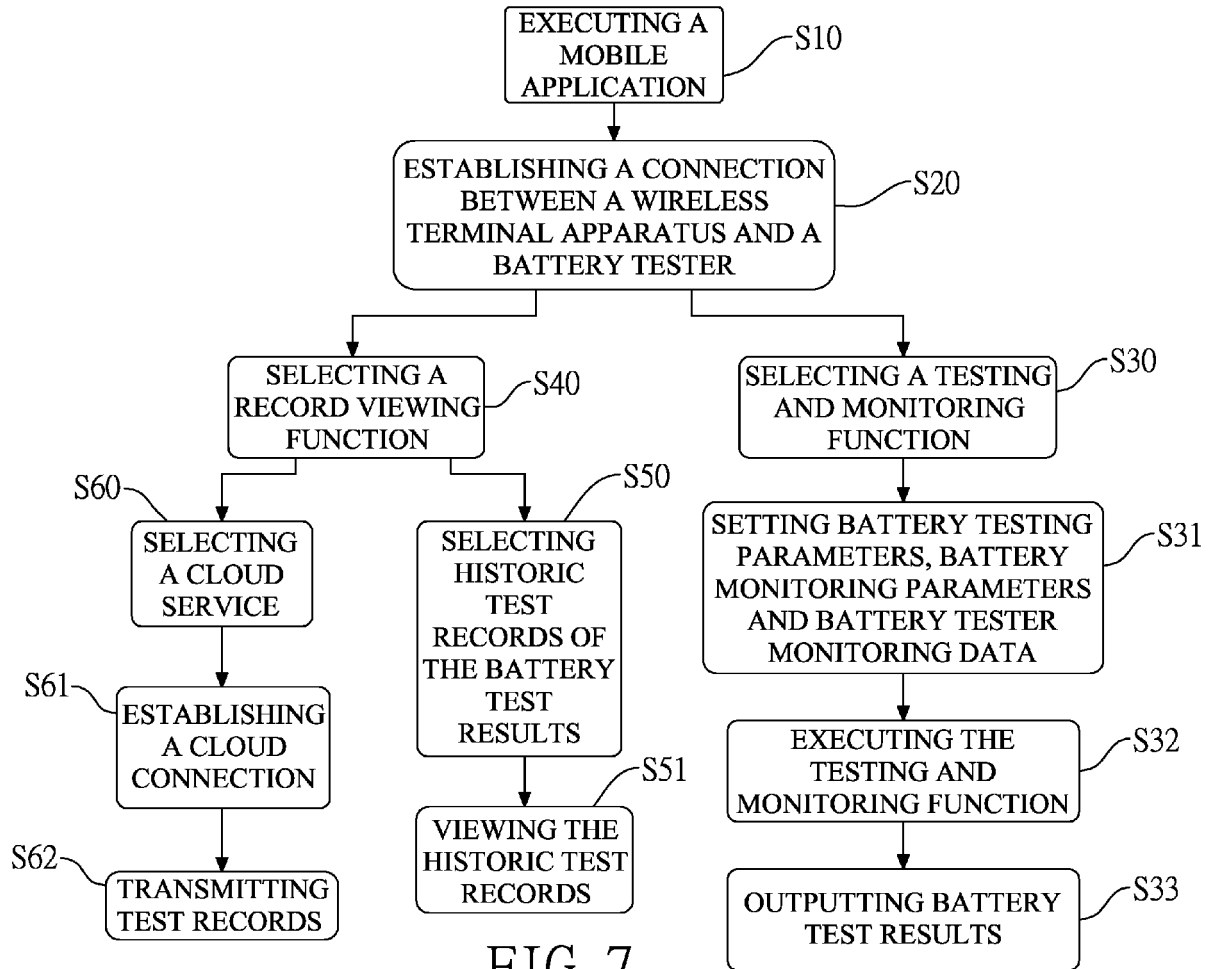 EXECUTING A
MOBILE
APPLICATION
S10
ESTABLISHING A CONNECTION
BETWEEN A WIRELESS
TERMINAL APPARATUS AND A
BATTERY TESTER
S20
SELECTING A
RECORD VIEWING
FUNCTION
S40
SELECTING A TESTING
AND MONITORING
FUNCTION
S30
S60
SELECTING
A CLOUD
SERVICE
S50
SELECTING
HISTORIC
TEST
RECORDS OF
THE BATTERY
TEST
RESULTS
SETTING BATTERY TESTING
PARAMETERS, BATTERY
MONITORING PARAMETERS
AND BATTERY TESTER
MONITORING DATA
S31
S61
ESTABLISHING
A CLOUD
CONNECTION
EXECUTING THE
TESTING AND
MONITORING FUNCTION
S32
S51
VIEWING THE
HISTORIC TEST
RECORDS
S62
TRANSMITTING
TEST RECORDS
OUTPUTTING BATTERY
TEST RESULTS
S33
FIG. 7